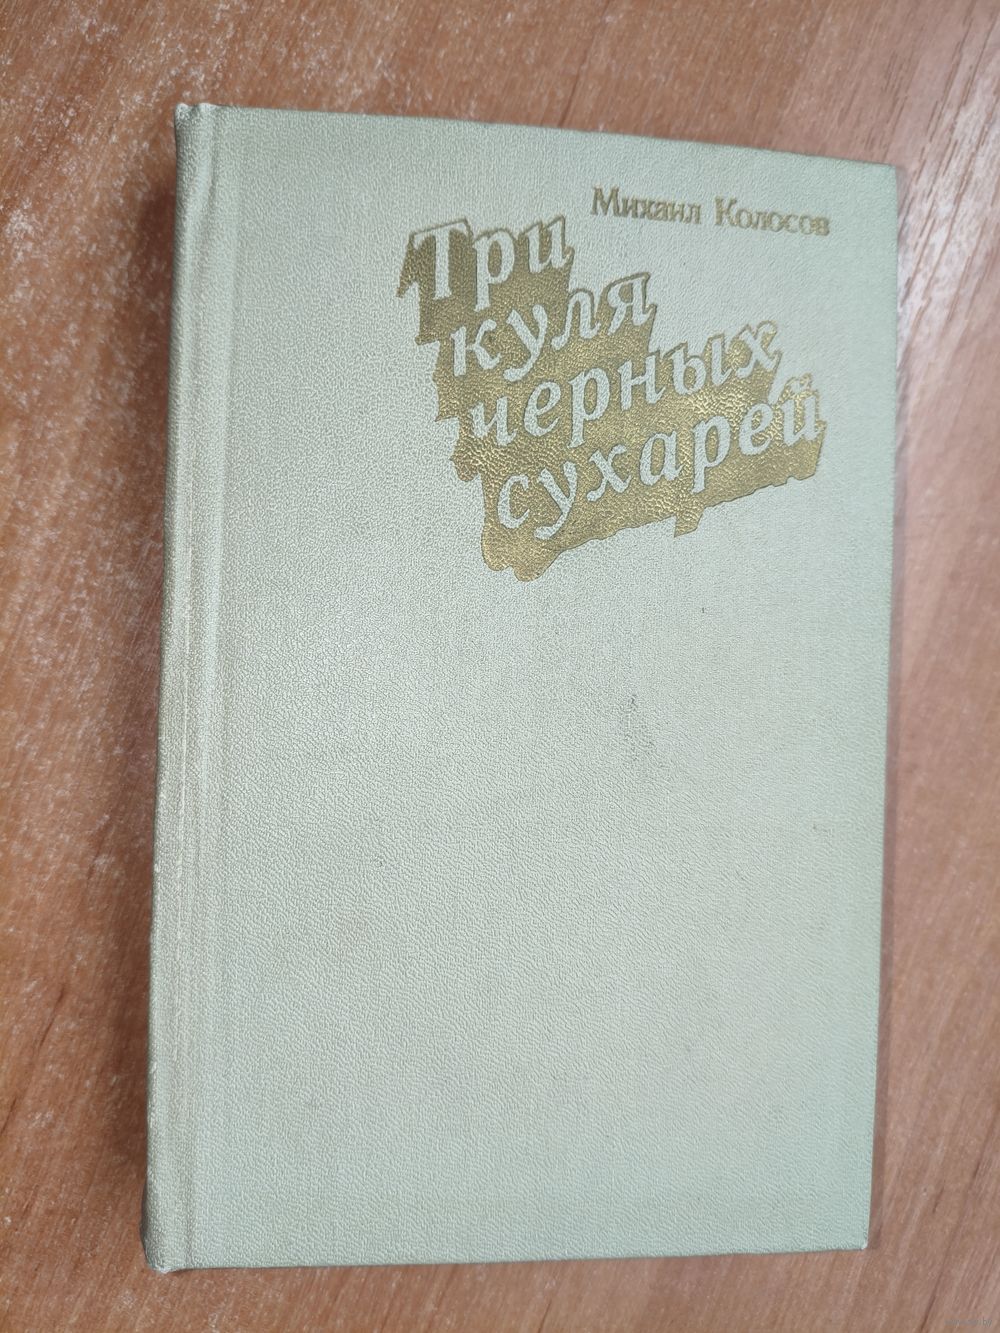 Михаил Колосов
Три
куля
черных
сухарей